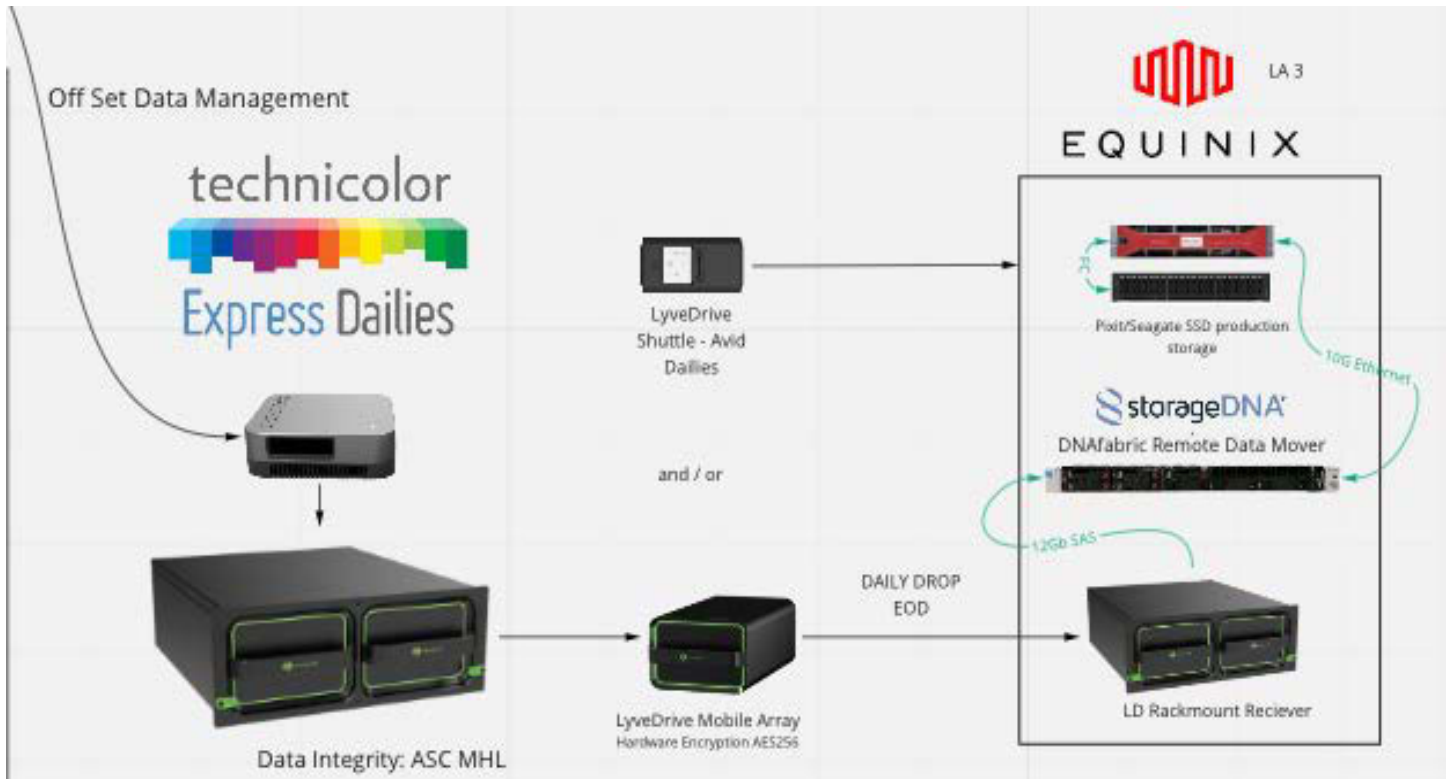 Off Set Data Management
technicolor
Express Dailies
Data Integrity: ASC MHL
LyveDrive
Shuttle - Avid
Dailies
and / or
LyveDrive Mobile Array
Hardware Encryption AES256
DAILY DROP
EOD
LA 3
EQUINIX
FC
Pixit/Seagate SSD production
storage
10G Ethernet
storageDNA
DNAfabric Remote Data Mover
12Gb SAS
LD Rackmount Reciever